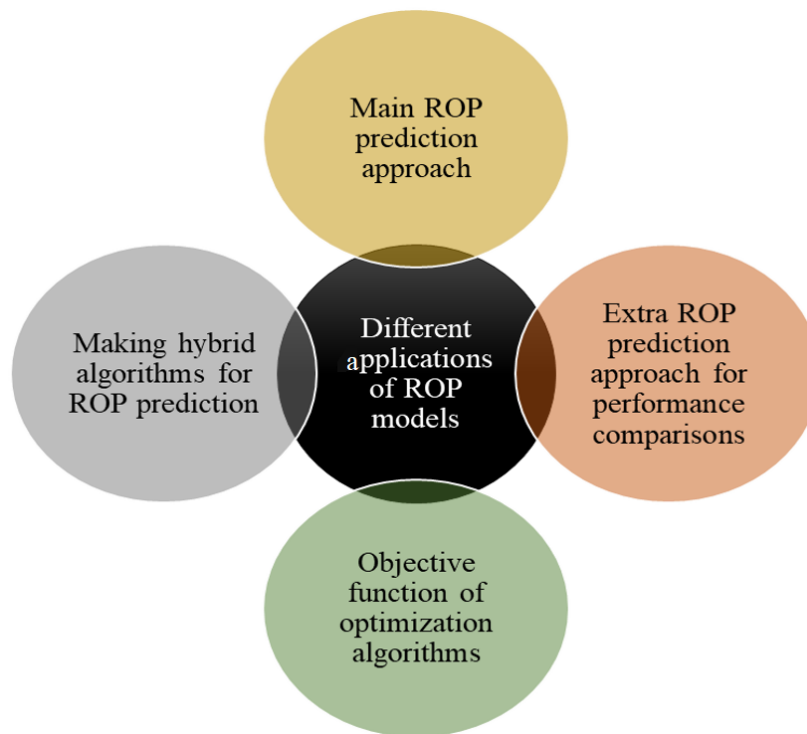 Main ROP
prediction
approach
Making hybrid
algorithms for
ROP prediction
Different
applications
of ROP
models
Extra ROP
prediction
approach for
performance
comparisons
Objective
function of
optimization
algorithms